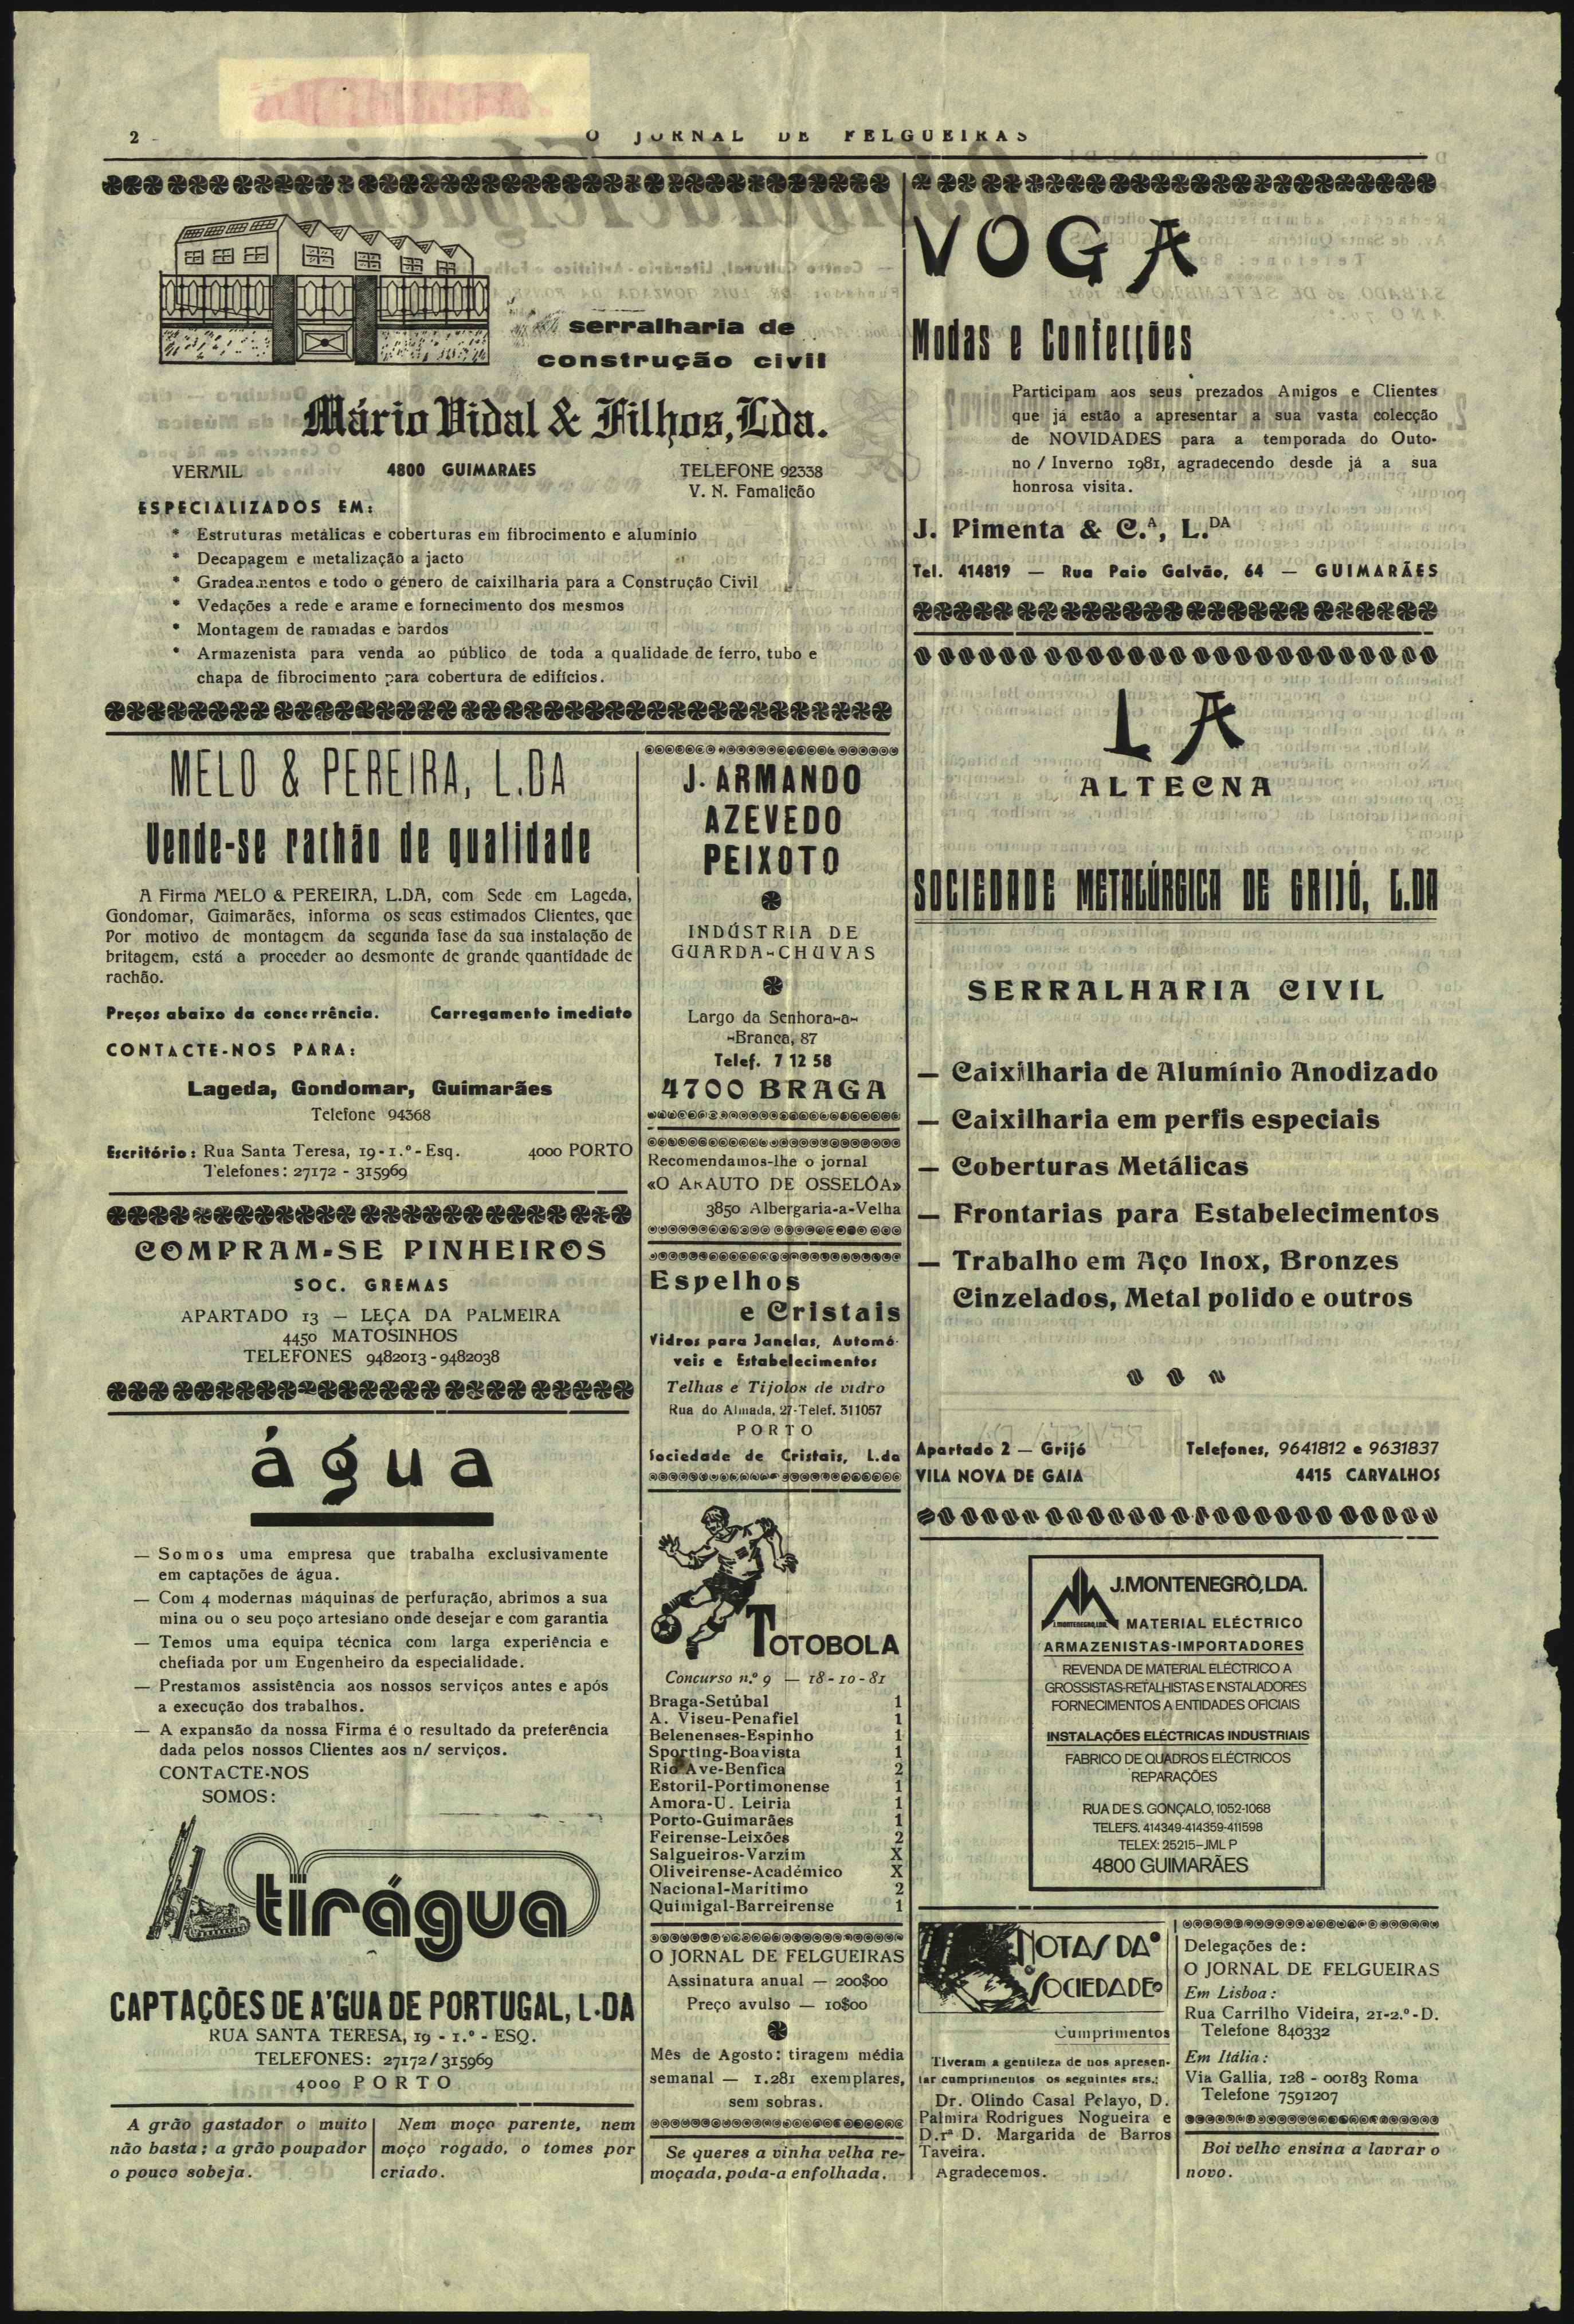 2
O JORNAL DE FELGUEIRAS
serralharia de
construção civil
Mário Vidal & Filhos, Lda.
VERMIL 4800 GUIMARAES TELEFONE 92338
V. N. Famalicão
ESPECIALIZADOS EM:
* Estruturas metálicas e coberturas em fibrocimento e alumínio
* Decapagem e metalização a jacto
* Gradeamentos e todo o género de caixilharia para a Construção Civil
* Vedações a rede e arame e fornecimento dos mesmos
* Montagem de ramadas e bardos
* Armazenista para venda ao público de toda a qualidade de ferro, tubo e
chapa de fibrocimento para cobertura de edifícios.
MELO & PEREIRA, L.DA
Vende-se rachão de qualidade
A Firma MELO & PEREIRA, L.DA, com Sede em Lageda,
Gondomar, Guimarães, informa os seus estimados Clientes, que
Por motivo de montagem da segunda fase da sua instalação de
britagem, está a proceder ao desmonte de grande quantidade de
rachão.
Preços abaixo da concorrência. Carregamento imediato
CONTACTE-NOS PARA:
Lageda, Gondomar, Guimarães
Telefone 94368
Escritório: Rua Santa Teresa, 19-1.º-Esq. 4000 PORTO
Telefones: 27172 - 315969
COMPRAM-SE PINHEIROS
SOC. GREMAS
APARTADO 13 — LEÇA DA PALMEIRA
4450 MATOSINHOS
TELEFONES 9482013-9482038
água
— Somos uma empresa que trabalha exclusivamente
em captações de água.
— Com 4 modernas máquinas de perfuração, abrimos a sua
mina ou o seu poço artesiano onde desejar e com garantia
— Temos uma equipa técnica com larga experiência e
chefiada por um Engenheiro da especialidade.
— Prestamos assistência aos nossos serviços antes e após
a execução dos trabalhos.
— A expansão da nossa Firma é o resultado da preferência
dada pelos nossos Clientes aos n/ serviços.
CONTACTE-NOS
SOMOS:
tirágua
CAPTAÇÕES DE A'GUA DE PORTUGAL, L.DA
RUA SANTA TERESA, 19 - 1.º - ESQ.
TELEFONES: 27172/315969
4000 PORTO
A grão gastador o muito
não basta; a grão poupador
o pouco sobeja.
Nem moço parente, nem
moço rogado, o tomes por
criado.
J. ARMANDO
AZEVEDO
PEIXOTO
INDÚSTRIA DE
GUARDA-CHUVAS
Largo da Senhora-a-
-Branca, 87
Telef. 7 12 58
4700 BRAGA
Recomendamos-lhe o jornal
«O ARAUTO DE OSSELÔA»
3850 Albergaria-a-Velha
Espelhos
e Cristais
Vidros para Janelas, Automó-
veis e Estabelecimentos
Telhas e Tijolos de vidro
Rua do Almada, 27-Telef. 311057
PORTO
Sociedade de Cristais, L.da
TOTOBOLA
Concurso n.º 9 — 18-10-81
Braga-Setúbal 1
A. Viseu-Penafiel 1
Belenenses-Espinho 1
Sporting-Boavista 1
Rio Ave-Benfica 2
Estoril-Portimonense 1
Amora-U. Leiria 1
Porto-Guimarães 1
Feirense-Leixões 2
Salgueiros-Varzim X
Oliveirense-Académico X
Nacional-Marítimo 2
Quimigal-Barreirense 1
O JORNAL DE FELGUEIRAS
Assinatura anual — 200$00
Preço avulso — 10$00
Mês de Agosto: tiragem média
semanal — 1.281 exemplares,
sem sobras.
Se queres a vinha velha re-
moçada, poda-a enfolhada.
VOGA
Modas e Confecções
Participam aos seus prezados Amigos e Clientes
que já estão a apresentar a sua vasta colecção
de NOVIDADES para a temporada do Outo-
no / Inverno 1981, agradecendo desde já a sua
honrosa visita.
J. Pimenta & C.A, L.DA
Tel. 414819 — Rua Paio Galvão, 64 — GUIMARÃES
LA
ALTECNA
SOCIEDADE METALÚRGICA DE GRIJÓ, L.DA
SERRALHARIA CIVIL
— Caixilharia de Alumínio Anodizado
— Caixilharia em perfis especiais
— Coberturas Metálicas
— Frontarias para Estabelecimentos
— Trabalho em Aço Inox, Bronzes
Cinzelados, Metal polido e outros
Apartado 2 — Grijó Telefones, 9641812 e 9631837
VILA NOVA DE GAIA 4415 CARVALHOS
J.MONTENEGRO, LDA.
J.MONTENEGRO, LDA.
MATERIAL ELÉCTRICO
ARMAZENISTAS-IMPORTADORES
REVENDA DE MATERIAL ELÉCTRICO A
GROSSISTAS-RETALHISTAS E INSTALADORES
FORNECIMENTOS A ENTIDADES OFICIAIS
INSTALAÇÕES ELÉCTRICAS INDUSTRIAIS
FABRICO DE QUADROS ELÉCTRICOS
REPARAÇÕES
RUA DE S. GONÇALO, 1052-1068
TELEFS. 414349-414359-411598
TELEX: 25215-JML P
4800 GUIMARÃES
NOTAS DA
SOCIEDADE
Cumprimentos
Tiveram a gentileza de nos apresen-
tar cumprimentos os seguintes srs.:
Dr. Olindo Casal Pelayo, D.
Palmira Rodrigues Nogueira e
D.rª D. Margarida de Barros
Taveira.
Agradecemos.
Delegações de:
O JORNAL DE FELGUEIRAS
Em Lisboa:
Rua Carrilho Videira, 21-2.º-D.
Telefone 840332
Em Itália:
Via Gallia, 128 - 00183 Roma
Telefone 7591207
Boi velho ensina a lavrar o
novo.